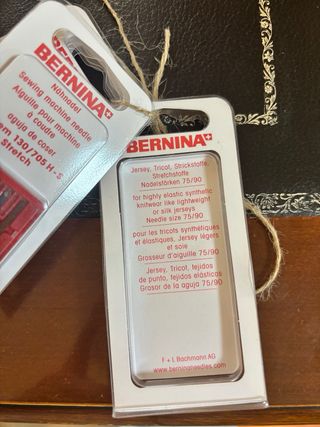 BERNINA
Nähnadel
Sewing machine needle
Aiguille pour machine
à coudre
aguja de coser
130/705 H-S
Stretch
BERNINA
Jersey, Tricot, Strickstoffe,
Stretchstoffe
Nadelstärken 75/90
for highly elastic synthetic
knitwear like lightweight
or silk jerseys
Needle size 75/90
pour les tricots synthétiques
et élastiques, Jersey légers
et soie
Grosseur d'aiguille 75/90
Jersey, Tricot, tejidos
de punto, tejidos elásticos
Grosor de la aguja 75/90
F + L Bachmann AG
www.berninaneedles.com